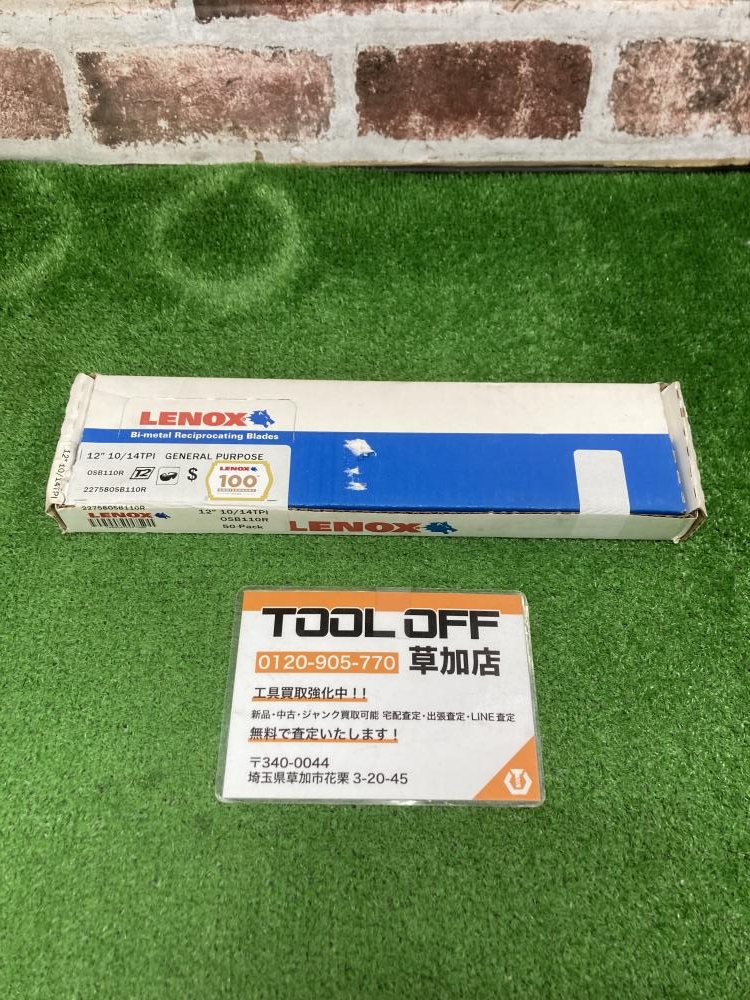 LENOX
Bi-metal Reciprocating Blades
12" 10/14TPI GENERAL PURPOSE
OSB110R T2 $
22758OSB110R
LENOX
100
12" 10/14TPI
22758OSB110R
LENOX
12" 10/14TPI
OSB110R
50-Pack
LENOX
TOOL OFF
0120-905-770 草加店
工具買取強化中！！
新品・中古・ジャンク買取可能 宅配査定・出張査定・LINE査定
無料で査定いたします！
〒340-0044
埼玉県草加市花栗 3-20-45